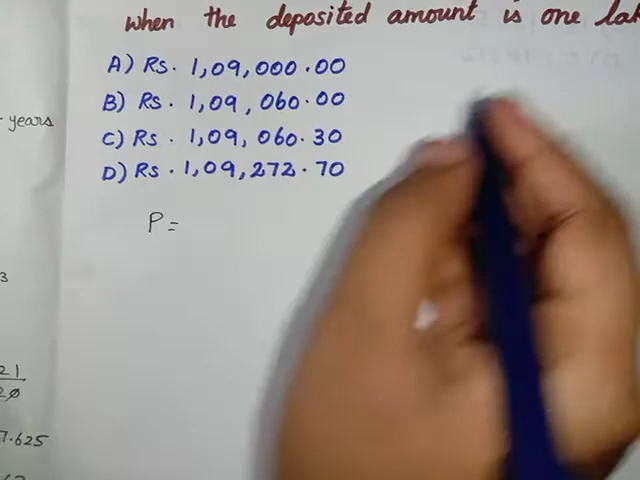 when the deposited amount is one lak
A) Rs. 1,09,000.00
B) Rs. 1,09,060.00
- years
C) Rs. 1,09,060.30
D) Rs. 1,09,272.70
P =
3
21
20
7.625